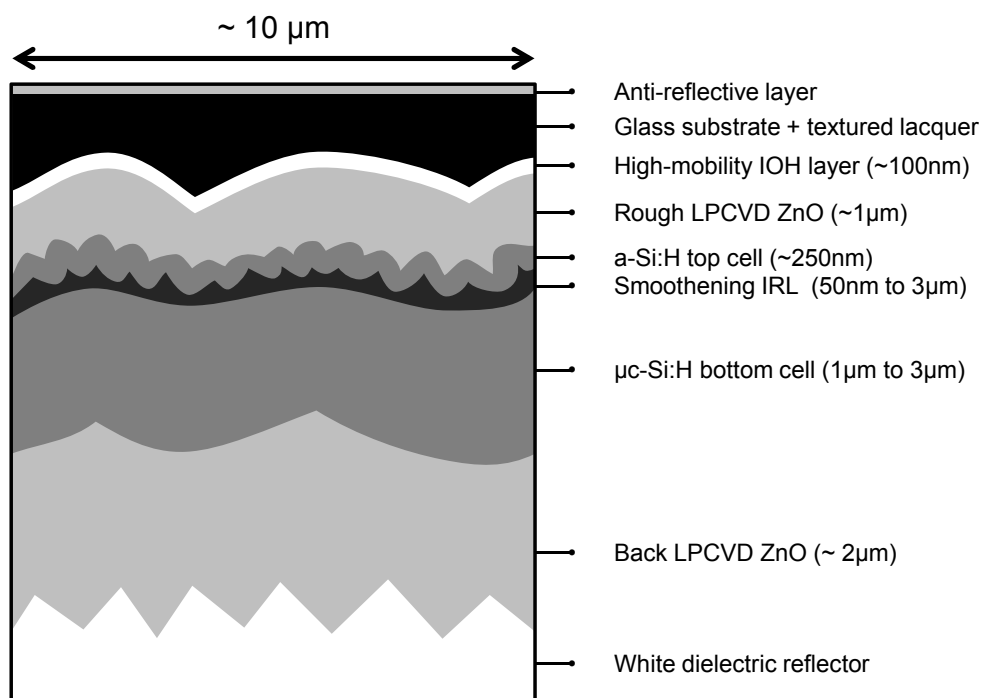 ~ 10 µm
Anti-reflective layer
Glass substrate + textured lacquer
High-mobility IOH layer (~100nm)
Rough LPCVD ZnO (~1µm)
a-Si:H top cell (~250nm)
Smoothening IRL (50nm to 3µm)
µc-Si:H bottom cell (1µm to 3µm)
Back LPCVD ZnO (~ 2µm)
White dielectric reflector